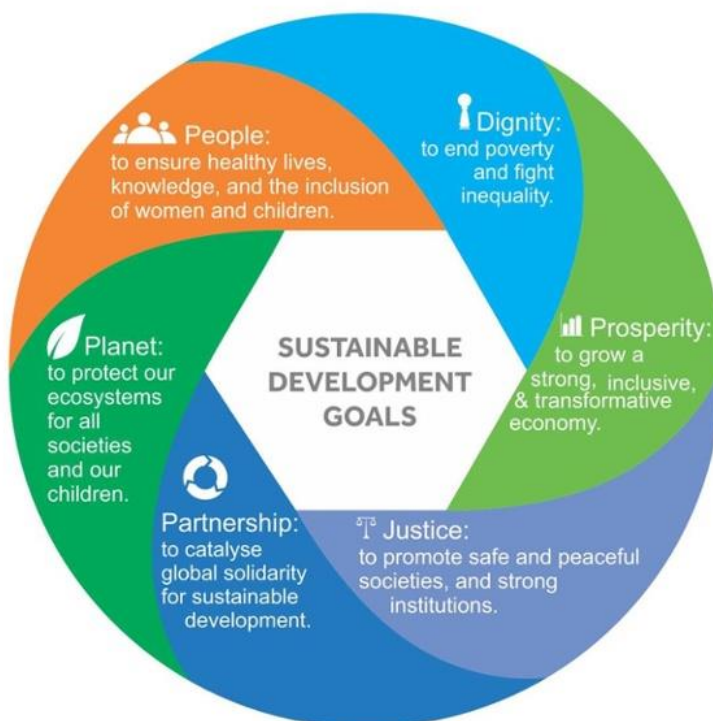 SUSTAINABLE
DEVELOPMENT
GOALS
Dignity:
to end poverty
and fight
inequality.
Prosperity:
to grow a
strong, inclusive,
& transformative
economy.
Justice:
to promote safe and peaceful
societies, and strong
institutions.
Partnership:
to catalyse
global solidarity
for sustainable
development.
Planet:
to protect our
ecosystems
for all
societies
and our
children.
People:
to ensure healthy lives,
knowledge, and the inclusion
of women and children.